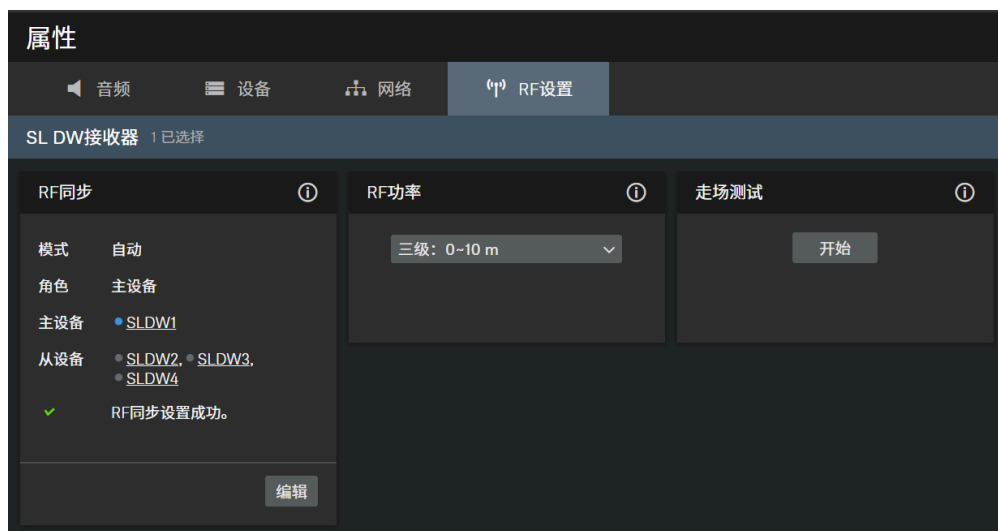 属性
音频 设备 网络 RF设置
SL DW接收器 1 已选择
RF同步
模式 自动
角色 主设备
主设备 SLDW1
从设备 SLDW2, SLDW3,
SLDW4
RF同步设置成功。
编辑
RF功率
三级：0~10 m
走场测试
开始